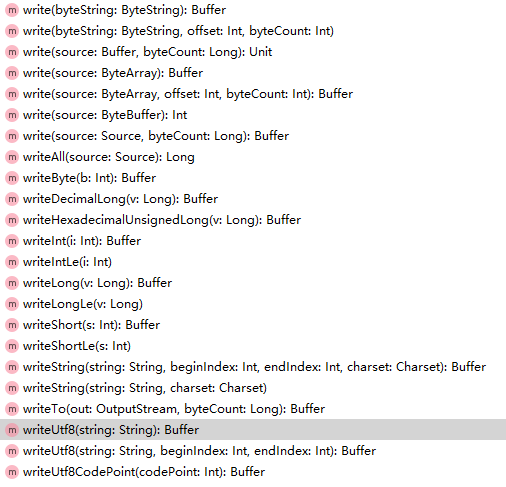 m write(byteString: ByteString): Buffer
m write(byteString: ByteString, offset: Int, byteCount: Int)
m write(source: Buffer, byteCount: Long): Unit
m write(source: ByteArray): Buffer
m write(source: ByteArray, offset: Int, byteCount: Int): Buffer
m write(source: ByteBuffer): Int
m write(source: Source, byteCount: Long): Buffer
m writeAll(source: Source): Long
m writeByte(b: Int): Buffer
m writeDecimalLong(v: Long): Buffer
m writeHexadecimalUnsignedLong(v: Long): Buffer
m writeInt(i: Int): Buffer
m writeIntLe(i: Int)
m writeLong(v: Long): Buffer
m writeLongLe(v: Long)
m writeShort(s: Int): Buffer
m writeShortLe(s: Int)
m writeString(string: String, beginIndex: Int, endIndex: Int, charset: Charset): Buffer
m writeString(string: String, charset: Charset)
m writeTo(out: OutputStream, byteCount: Long): Buffer
m writeUtf8(string: String): Buffer
m writeUtf8(string: String, beginIndex: Int, endIndex: Int): Buffer
m writeUtf8CodePoint(codePoint: Int): Buffer